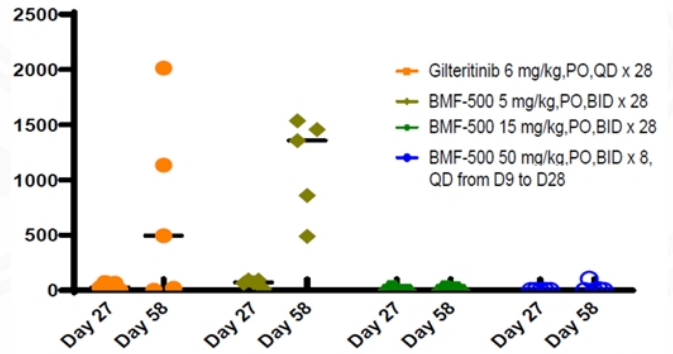 2500
2000
1500
1000
500
0
Gilteritinib 6 mg/kg,PO,QD x 28
BMF-500 5 mg/kg,PO,BID x 28
BMF-500 15 mg/kg,PO,BID x 28
BMF-500 50 mg/kg,PO,BID x 8,
QD from D9 to D28
Day 27
Day 58
Day 27
Day 58
Day 27
Day 58
Day 27
Day 58